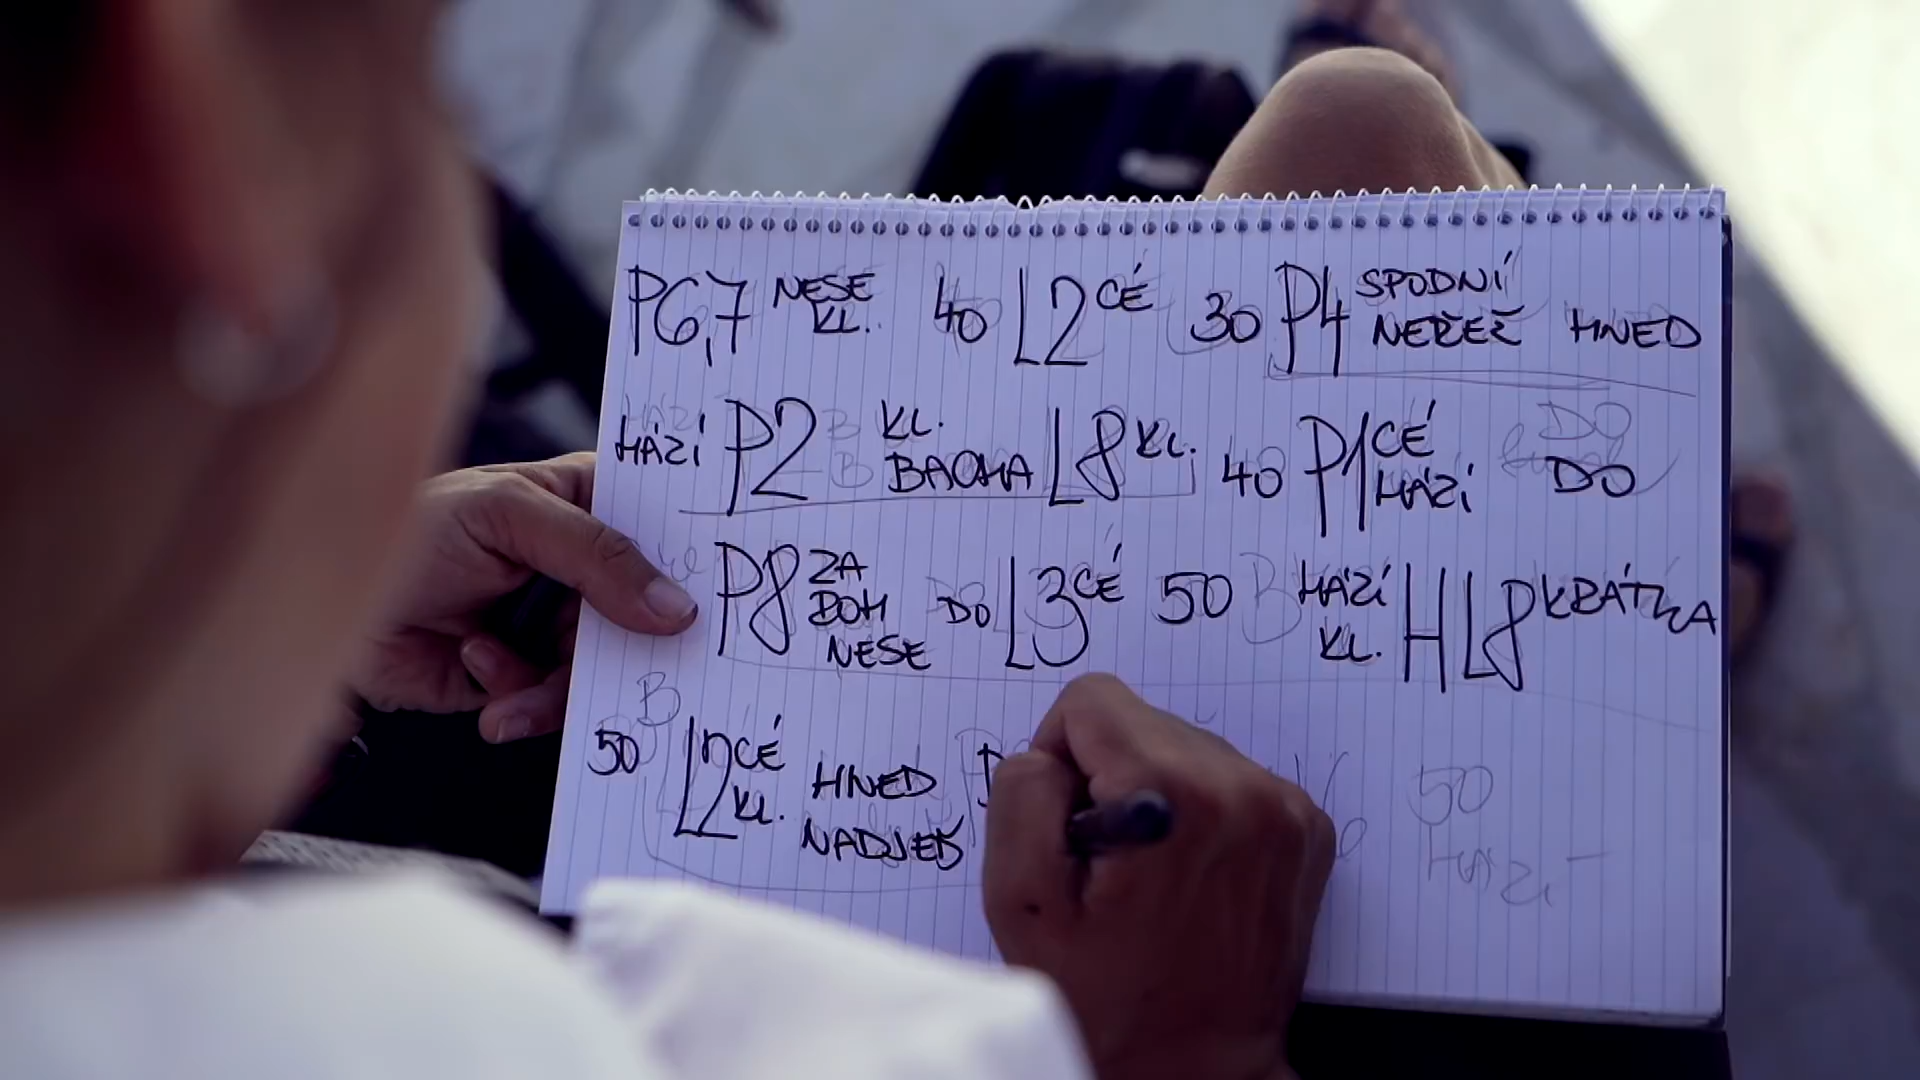 P6,7 NESE KL. 40 L2 CÉ 30 P4 SPODNÍ NEŘEŽ HNED
HÁZÍ P2 KL. BACHA L8 KL. 40 P1 CÉ HÁZÍ DO
P8 ZA BOH NESE DO L3 CÉ 50 HÁZÍ KL. HL8 KRÁTKA
50 L2 CÉ KL. HNED NADJEĎ